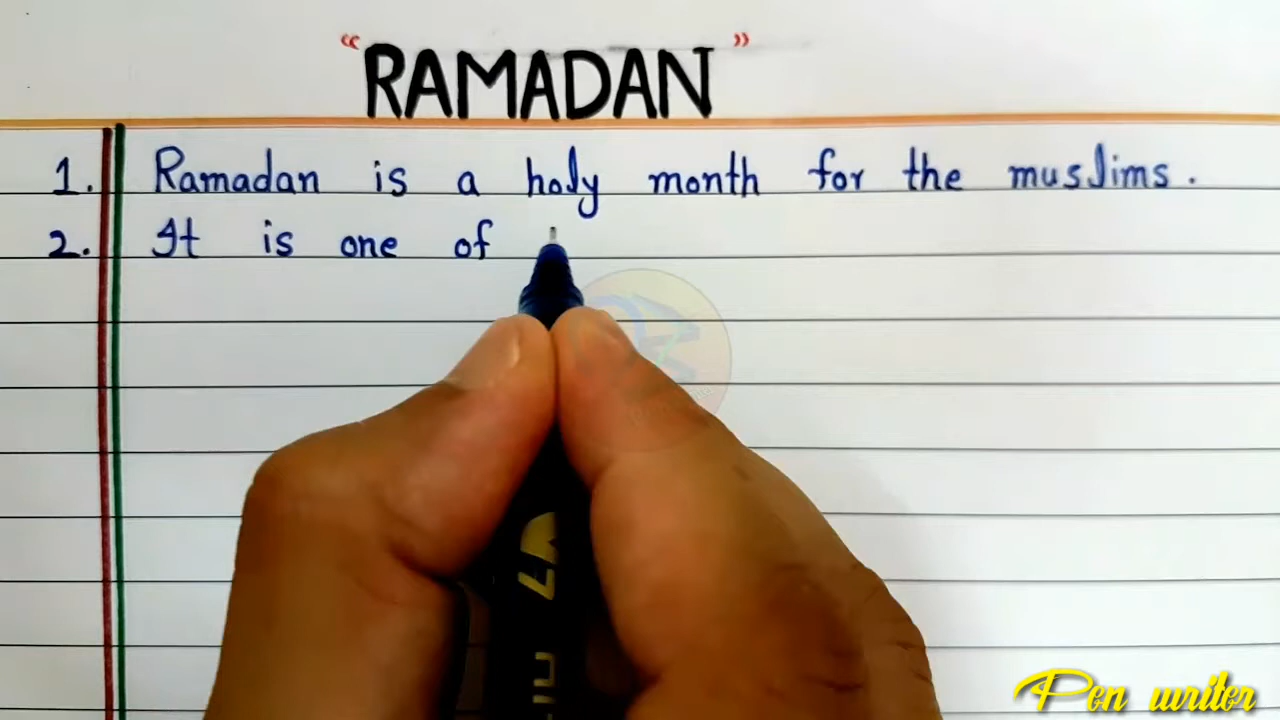 “RAMADAN”
1. Ramadan is a holy month for the muslims.
2. It is one of
Pen writer